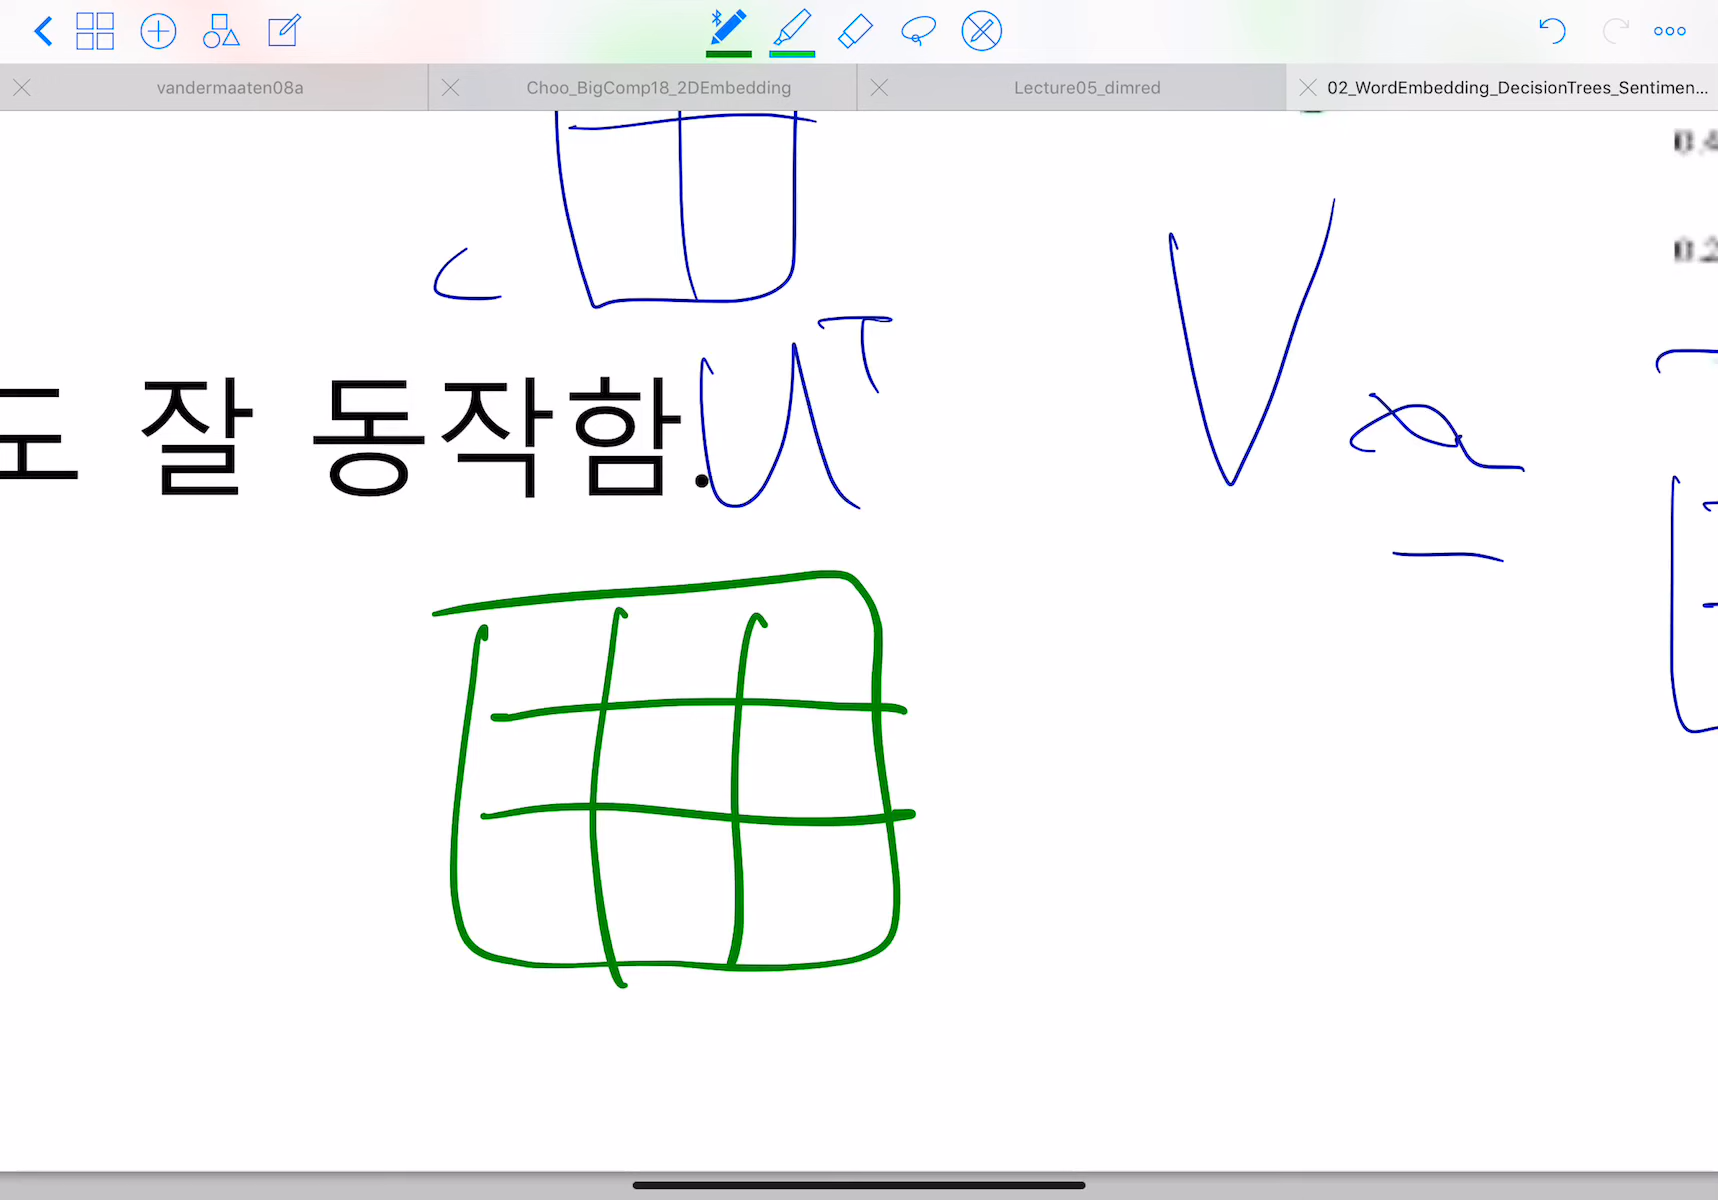 vandermaaten08a
Choo_BigComp18_2DEmbedding
Lecture05_dimred
02_WordEmbedding_DecisionTrees_Sentimen...
도 잘 동작함.
U^T
V